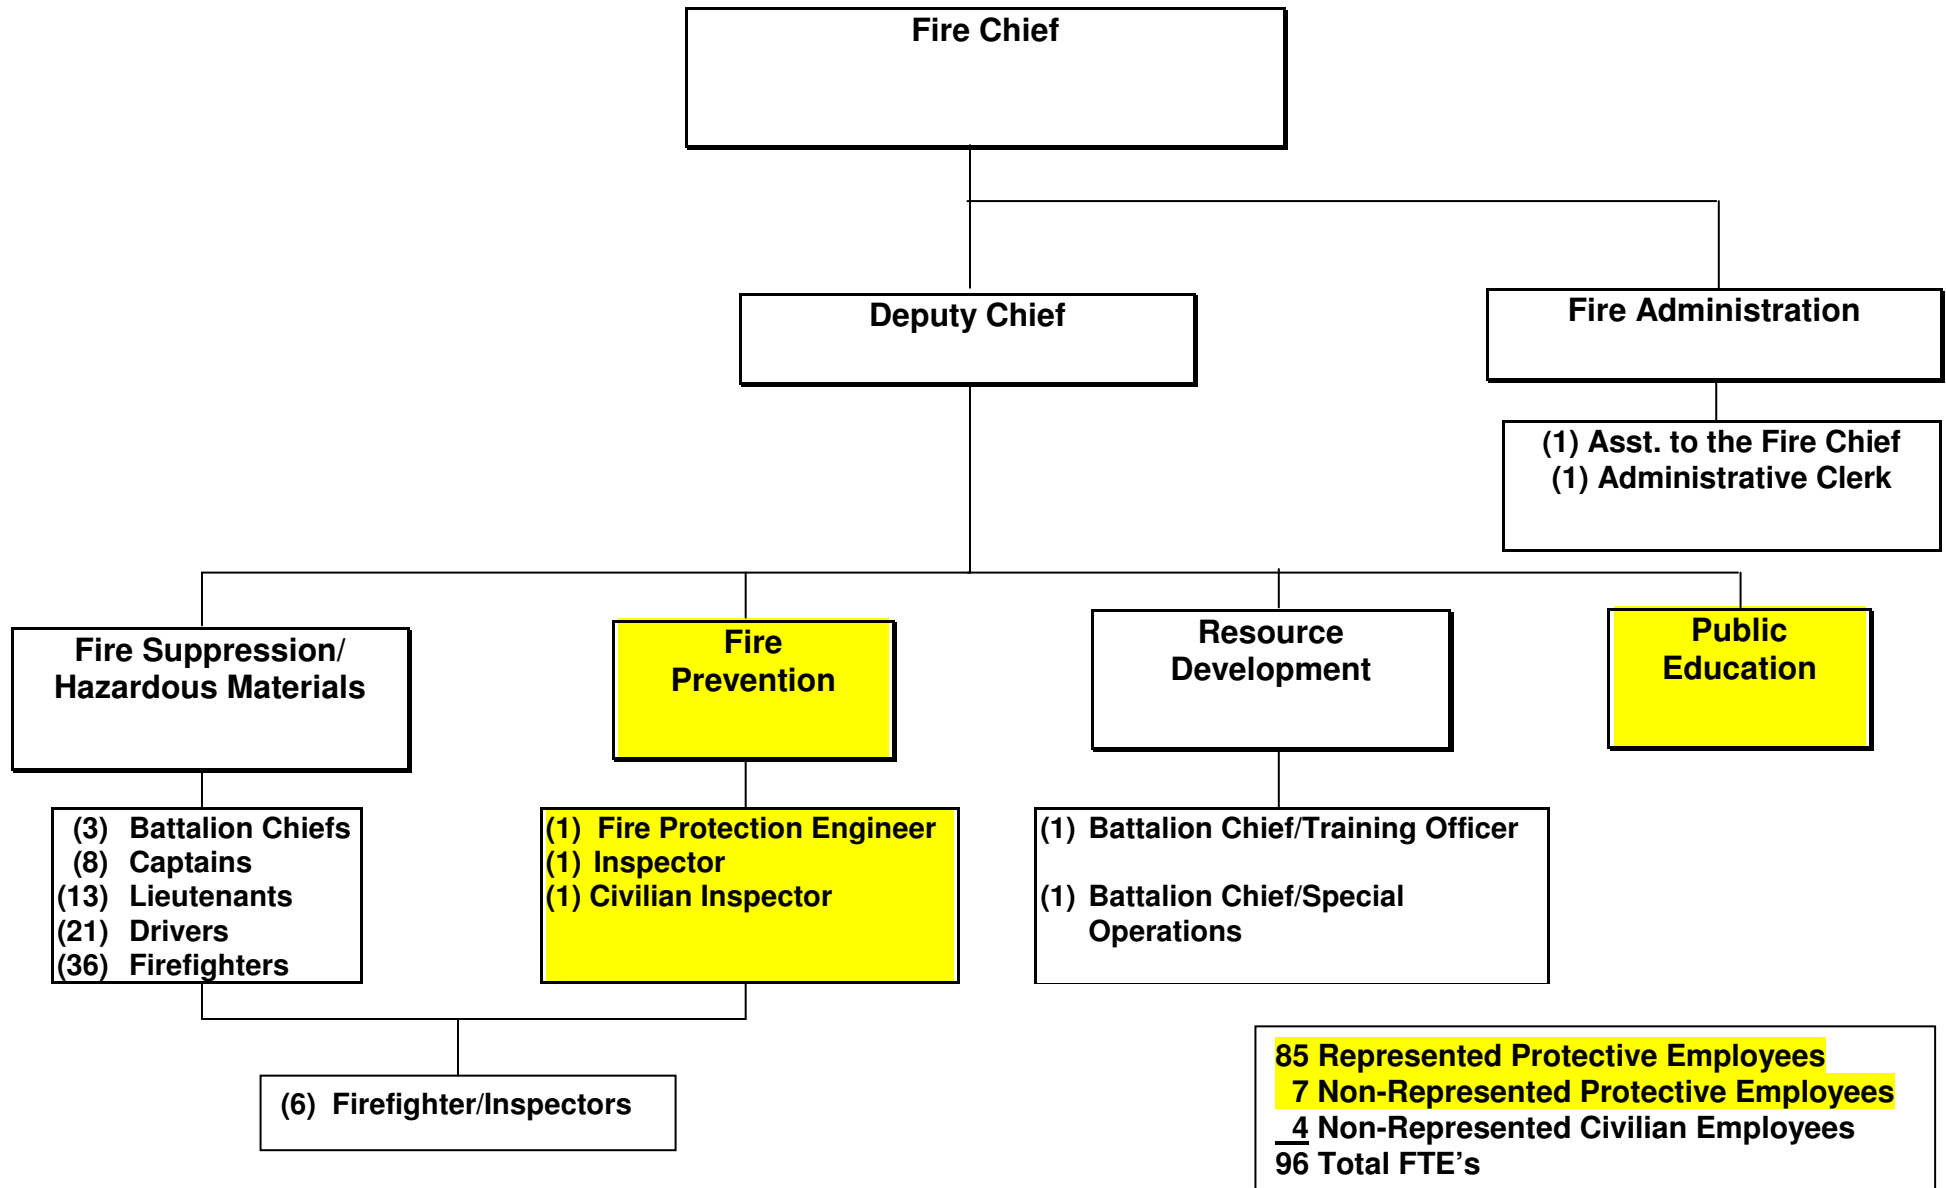 Fire Chief
Deputy Chief
Fire Administration
(1) Asst. to the Fire Chief
(1) Administrative Clerk
Fire Suppression/
Hazardous Materials
Fire
Prevention
Resource
Development
Public
Education
(3) Battalion Chiefs
(8) Captains
(13) Lieutenants
(21) Drivers
(36) Firefighters
(1) Fire Protection Engineer
(1) Inspector
(1) Civilian Inspector
(1) Battalion Chief/Training Officer
(1) Battalion Chief/Special
Operations
(6) Firefighter/Inspectors
85 Represented Protective Employees
7 Non-Represented Protective Employees
4 Non-Represented Civilian Employees
96 Total FTE's